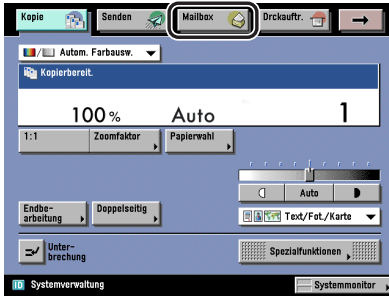 Kopie Senden Mailbox Drckauftr.
Autom. Farbausw.
Kopierbereit.
100 % Auto 1
1:1 Zoomfaktor Papierwahl
Auto
Endbe-
arbeitung Doppelseitig Text/Fot./Karte
Unter-
brechung Spezialfunktionen
ID Systemverwaltung Systemmonitor